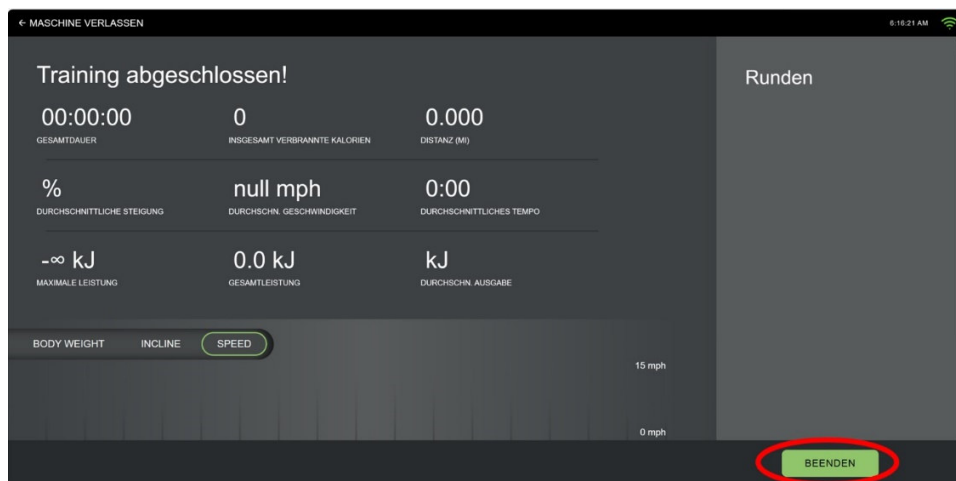 ← MASCHINE VERLASSEN
6:16:21 AM
Training abgeschlossen!
Runden
00:00:00 0 0.000
GESAMTDAUER INSGESAMT VERBRANNTE KALORIEN DISTANZ (MI)
% null mph 0:00
DURCHSCHNITTLICHE STEIGUNG DURCHSCHN. GESCHWINDIGKEIT DURCHSCHNITTLICHES TEMPO
-∞ kJ 0.0 kJ kJ
MAXIMALE LEISTUNG GESAMTLEISTUNG DURCHSCHN. AUSGABE
BODY WEIGHT INCLINE SPEED
15 mph
0 mph
BEENDEN